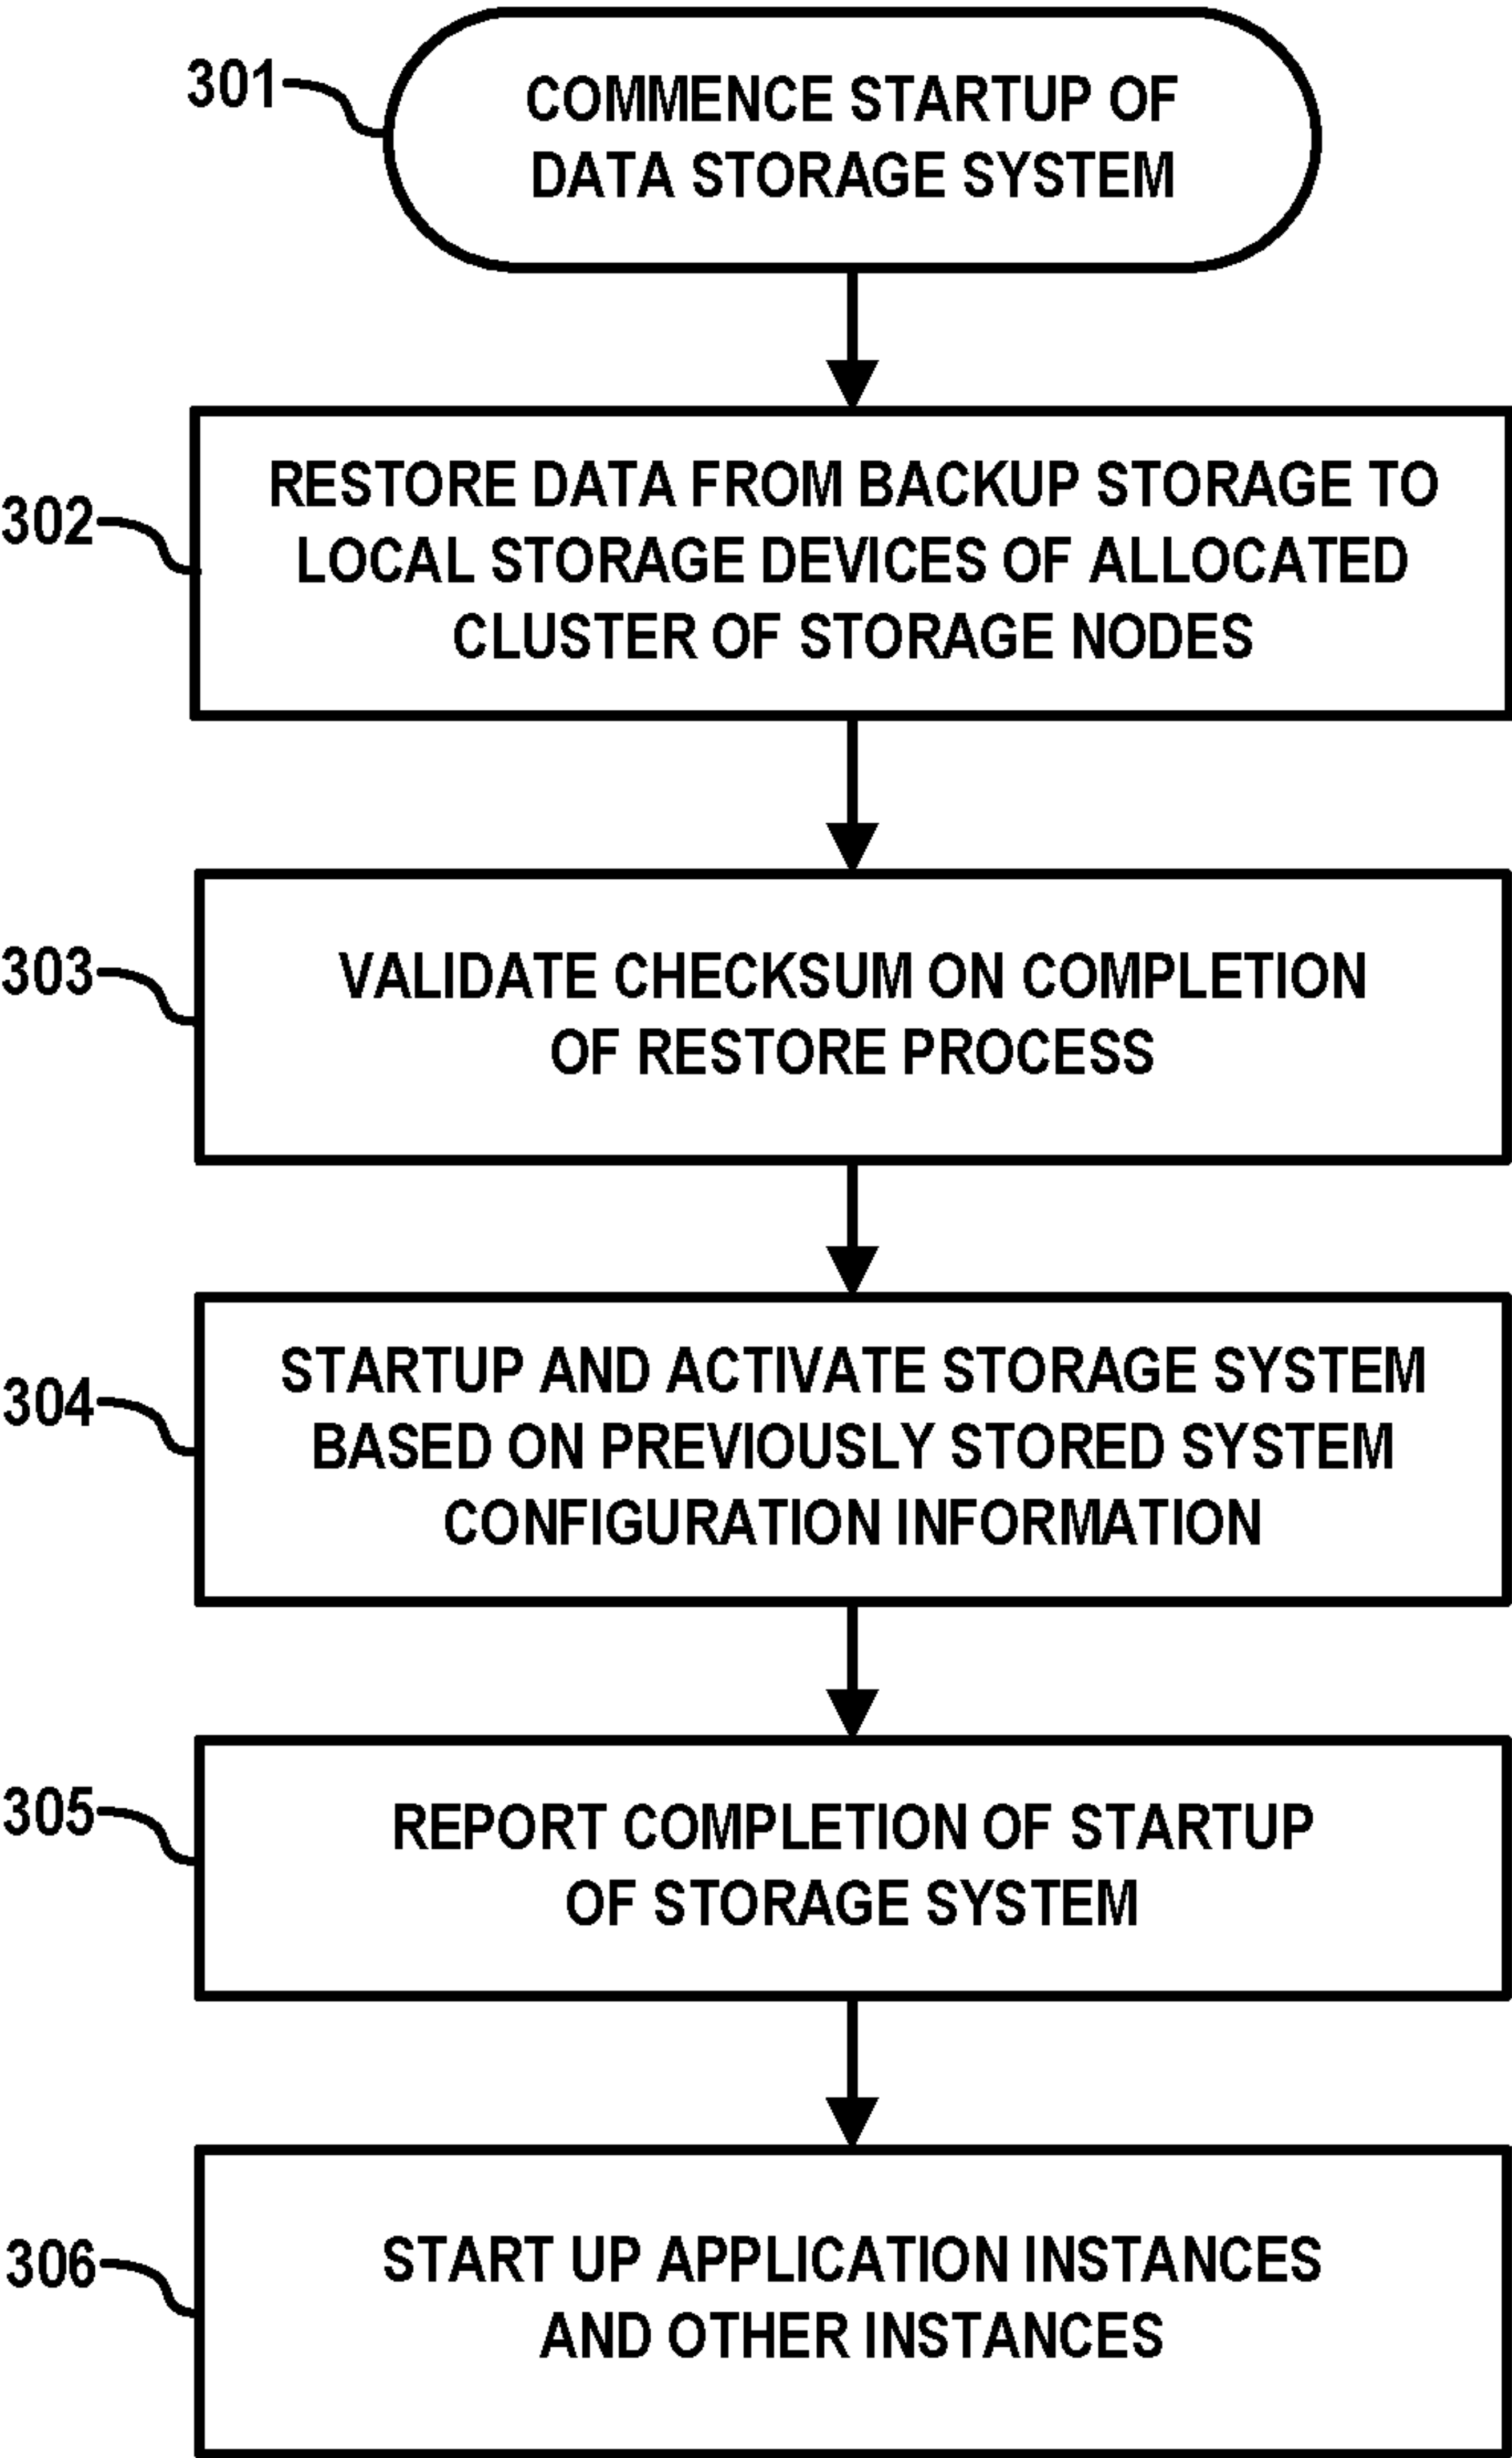 301
COMMENCE STARTUP OF
DATA STORAGE SYSTEM
302
RESTORE DATA FROM BACKUP STORAGE TO
LOCAL STORAGE DEVICES OF ALLOCATED
CLUSTER OF STORAGE NODES
303
VALIDATE CHECKSUM ON COMPLETION
OF RESTORE PROCESS
304
STARTUP AND ACTIVATE STORAGE SYSTEM
BASED ON PREVIOUSLY STORED SYSTEM
CONFIGURATION INFORMATION
305
REPORT COMPLETION OF STARTUP
OF STORAGE SYSTEM
306
START UP APPLICATION INSTANCES
AND OTHER INSTANCES